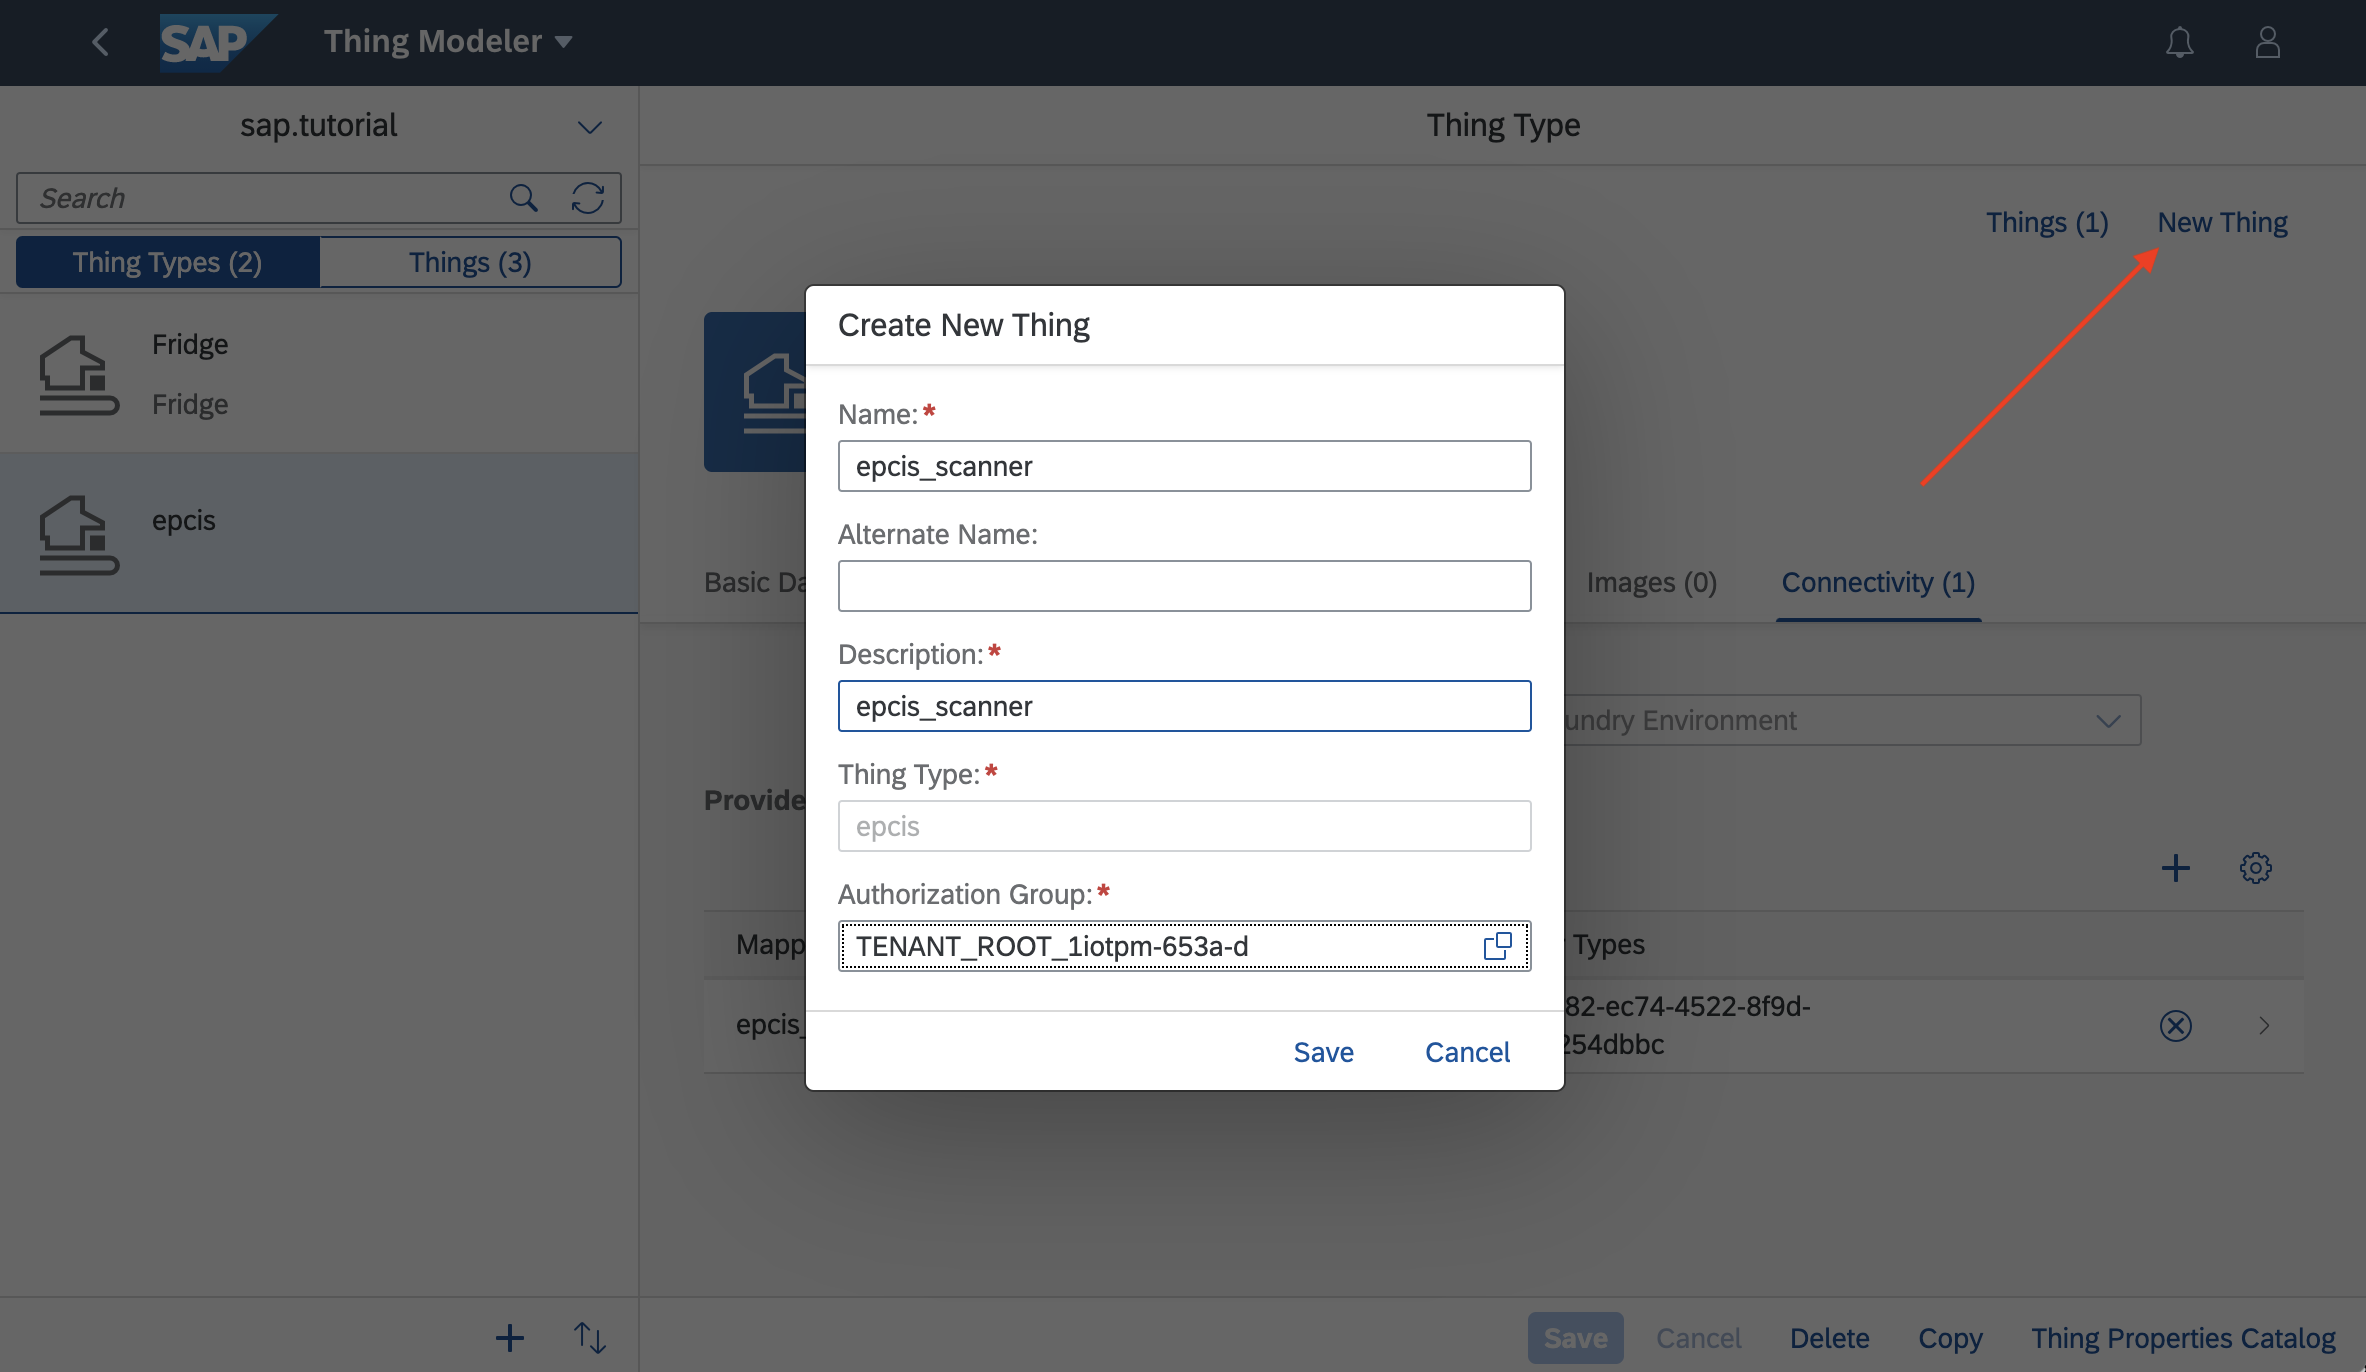 SAP
Thing Modeler
sap.tutorial
Search
Thing Types (2)
Things (3)
Fridge
Fridge
epcis
Thing Type
Things (1)
New Thing
Basic Da
Images (0)
Connectivity (1)
undry Environment
Provide
Mapp
Types
epcis_
82-ec74-4522-8f9d-
254dbbc
Create New Thing
Name:*
epcis_scanner
Alternate Name:
Description:*
epcis_scanner
Thing Type:*
epcis
Authorization Group:*
TENANT_ROOT_1iotpm-653a-d
Save
Cancel
Save
Cancel
Delete
Copy
Thing Properties Catalog